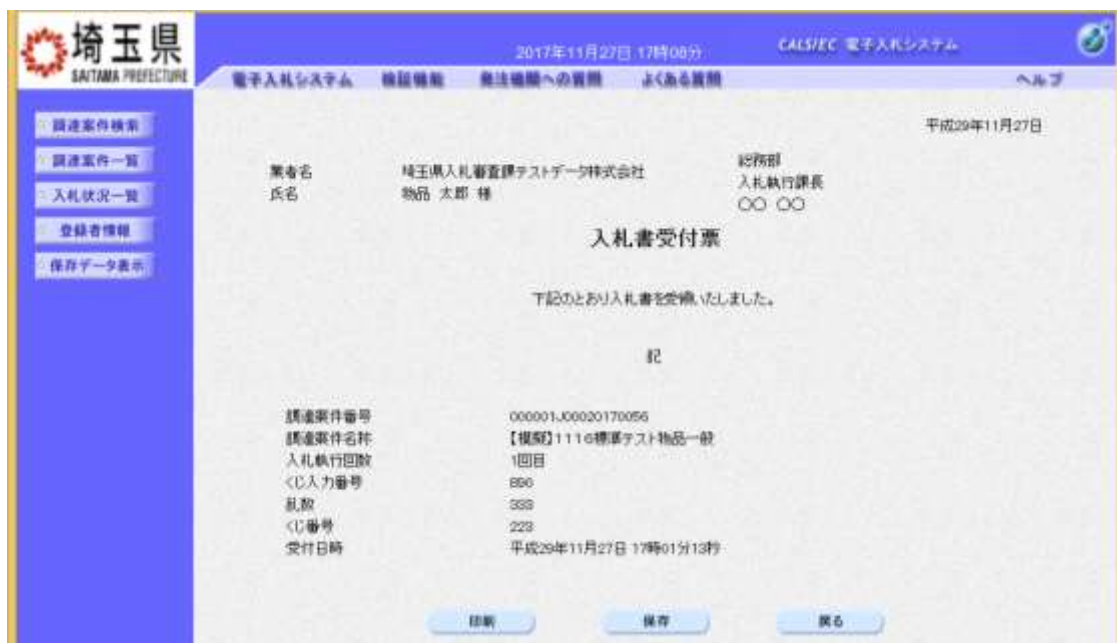 埼玉県
SAITAMA PREFECTURE
2017年11月27日 17時08分
CALS/EC 電子入札システム
電子入札システム 検証機能 発注機関への質問 よくある質問 ヘルプ
調達案件検索
調達案件一覧
入札状況一覧
登録者情報
保存データ表示
平成29年11月27日
業者名 埼玉県入札審査課テストデータ株式会社
氏名 物品 太郎 様
総務部
入札執行課長
○○ ○○
入札書受付票
下記のとおり入札書を受領いたしました。
記
調達案件番号 000001J00020170056
調達案件名称 【模擬】1116標準テスト物品一般
入札執行回数 1回目
くじ入力番号 890
乱数 333
くじ番号 223
受付日時 平成29年11月27日 17時01分13秒
印刷 保存 戻る